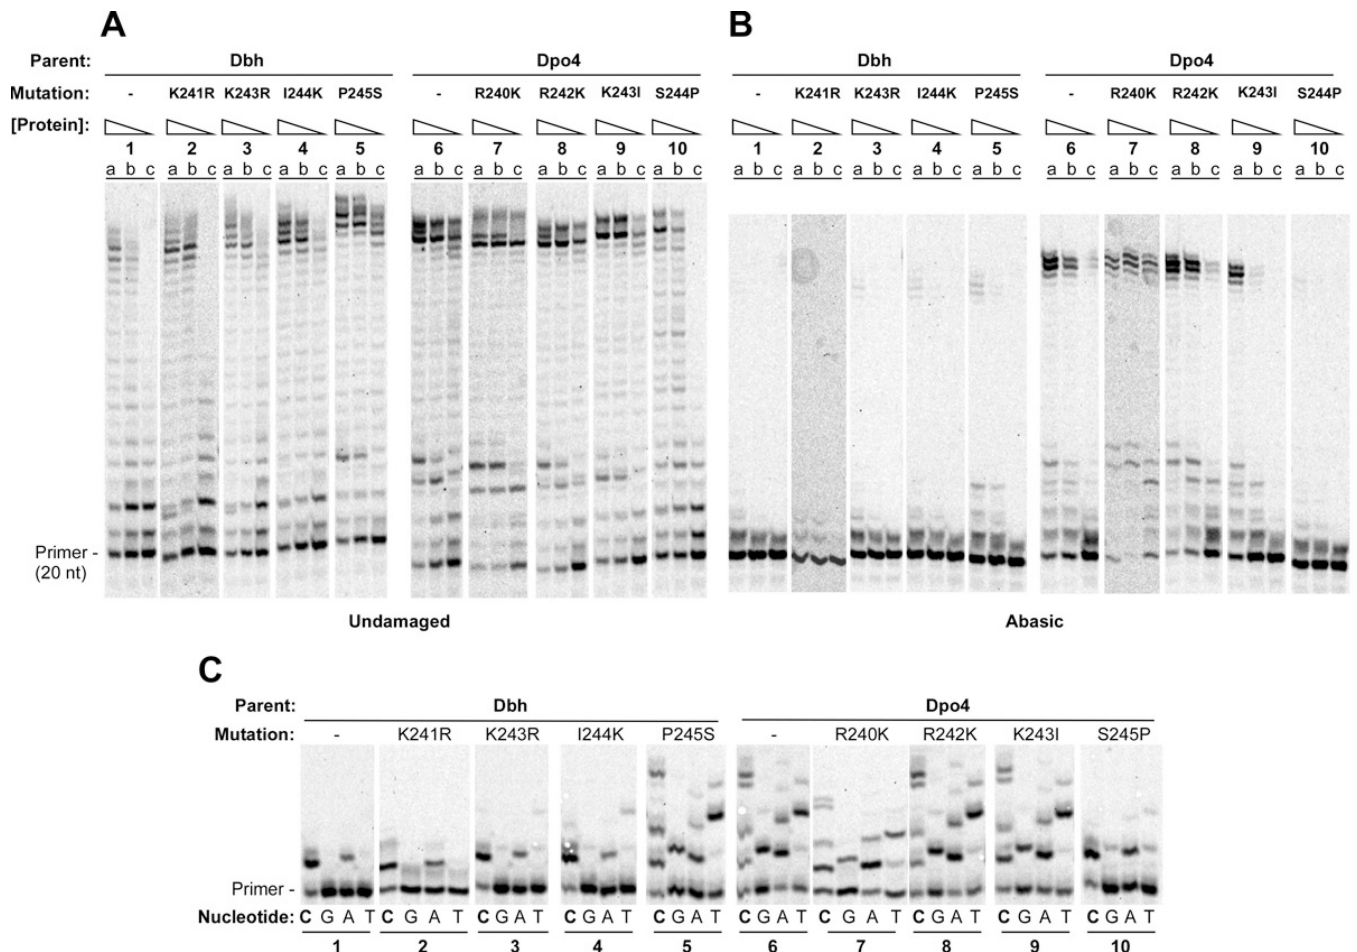 A
B
Parent: Dbh Dpo4 Dbh Dpo4
Mutation: - K241R K243R I244K P245S - R240K R242K K243I S244P - K241R K243R I244K P245S - R240K R242K K243I S244P
[Protein]:
1 2 3 4 5 6 7 8 9 10 1 2 3 4 5 6 7 8 9 10
a b c a b c a b c a b c a b c a b c a b c a b c a b c a b c a b c a b c a b c a b c a b c a b c a b c a b c a b c a b c
Primer -
(20 nt)
Undamaged Abasic
C
Parent: Dbh Dpo4
Mutation: - K241R K243R I244K P245S - R240K R242K K243I S245P
Primer -
Nucleotide: C G A T C G A T C G A T C G A T C G A T C G A T C G A T C G A T C G A T C G A T
1 2 3 4 5 6 7 8 9 10